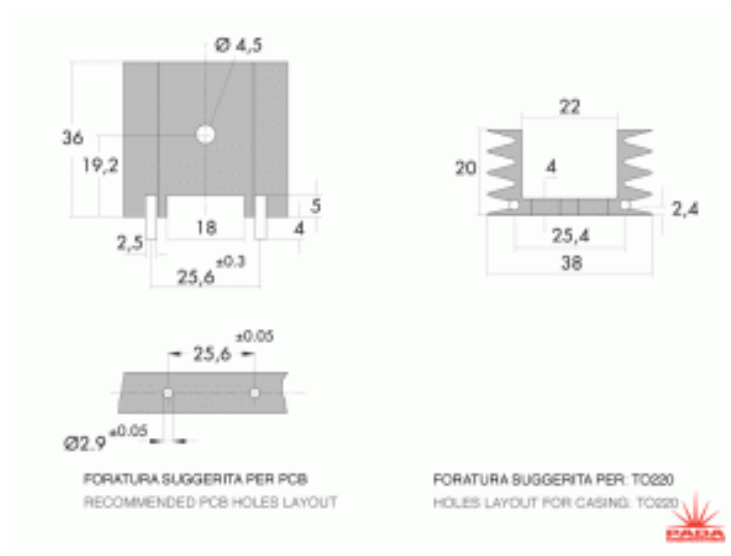 Ø 4,5
36
19,2
5
4
18
2,5
25,6 ±0.3
22
20
4
2,4
25,4
38
25,6 ±0.05
Ø2.9 ±0.05
FORATURA SUGGERITA PER PCB
RECOMMENDED PCB HOLES LAYOUT
FORATURA SUGGERITA PER: TO220
HOLES LAYOUT FOR CASING: TO220
PADA